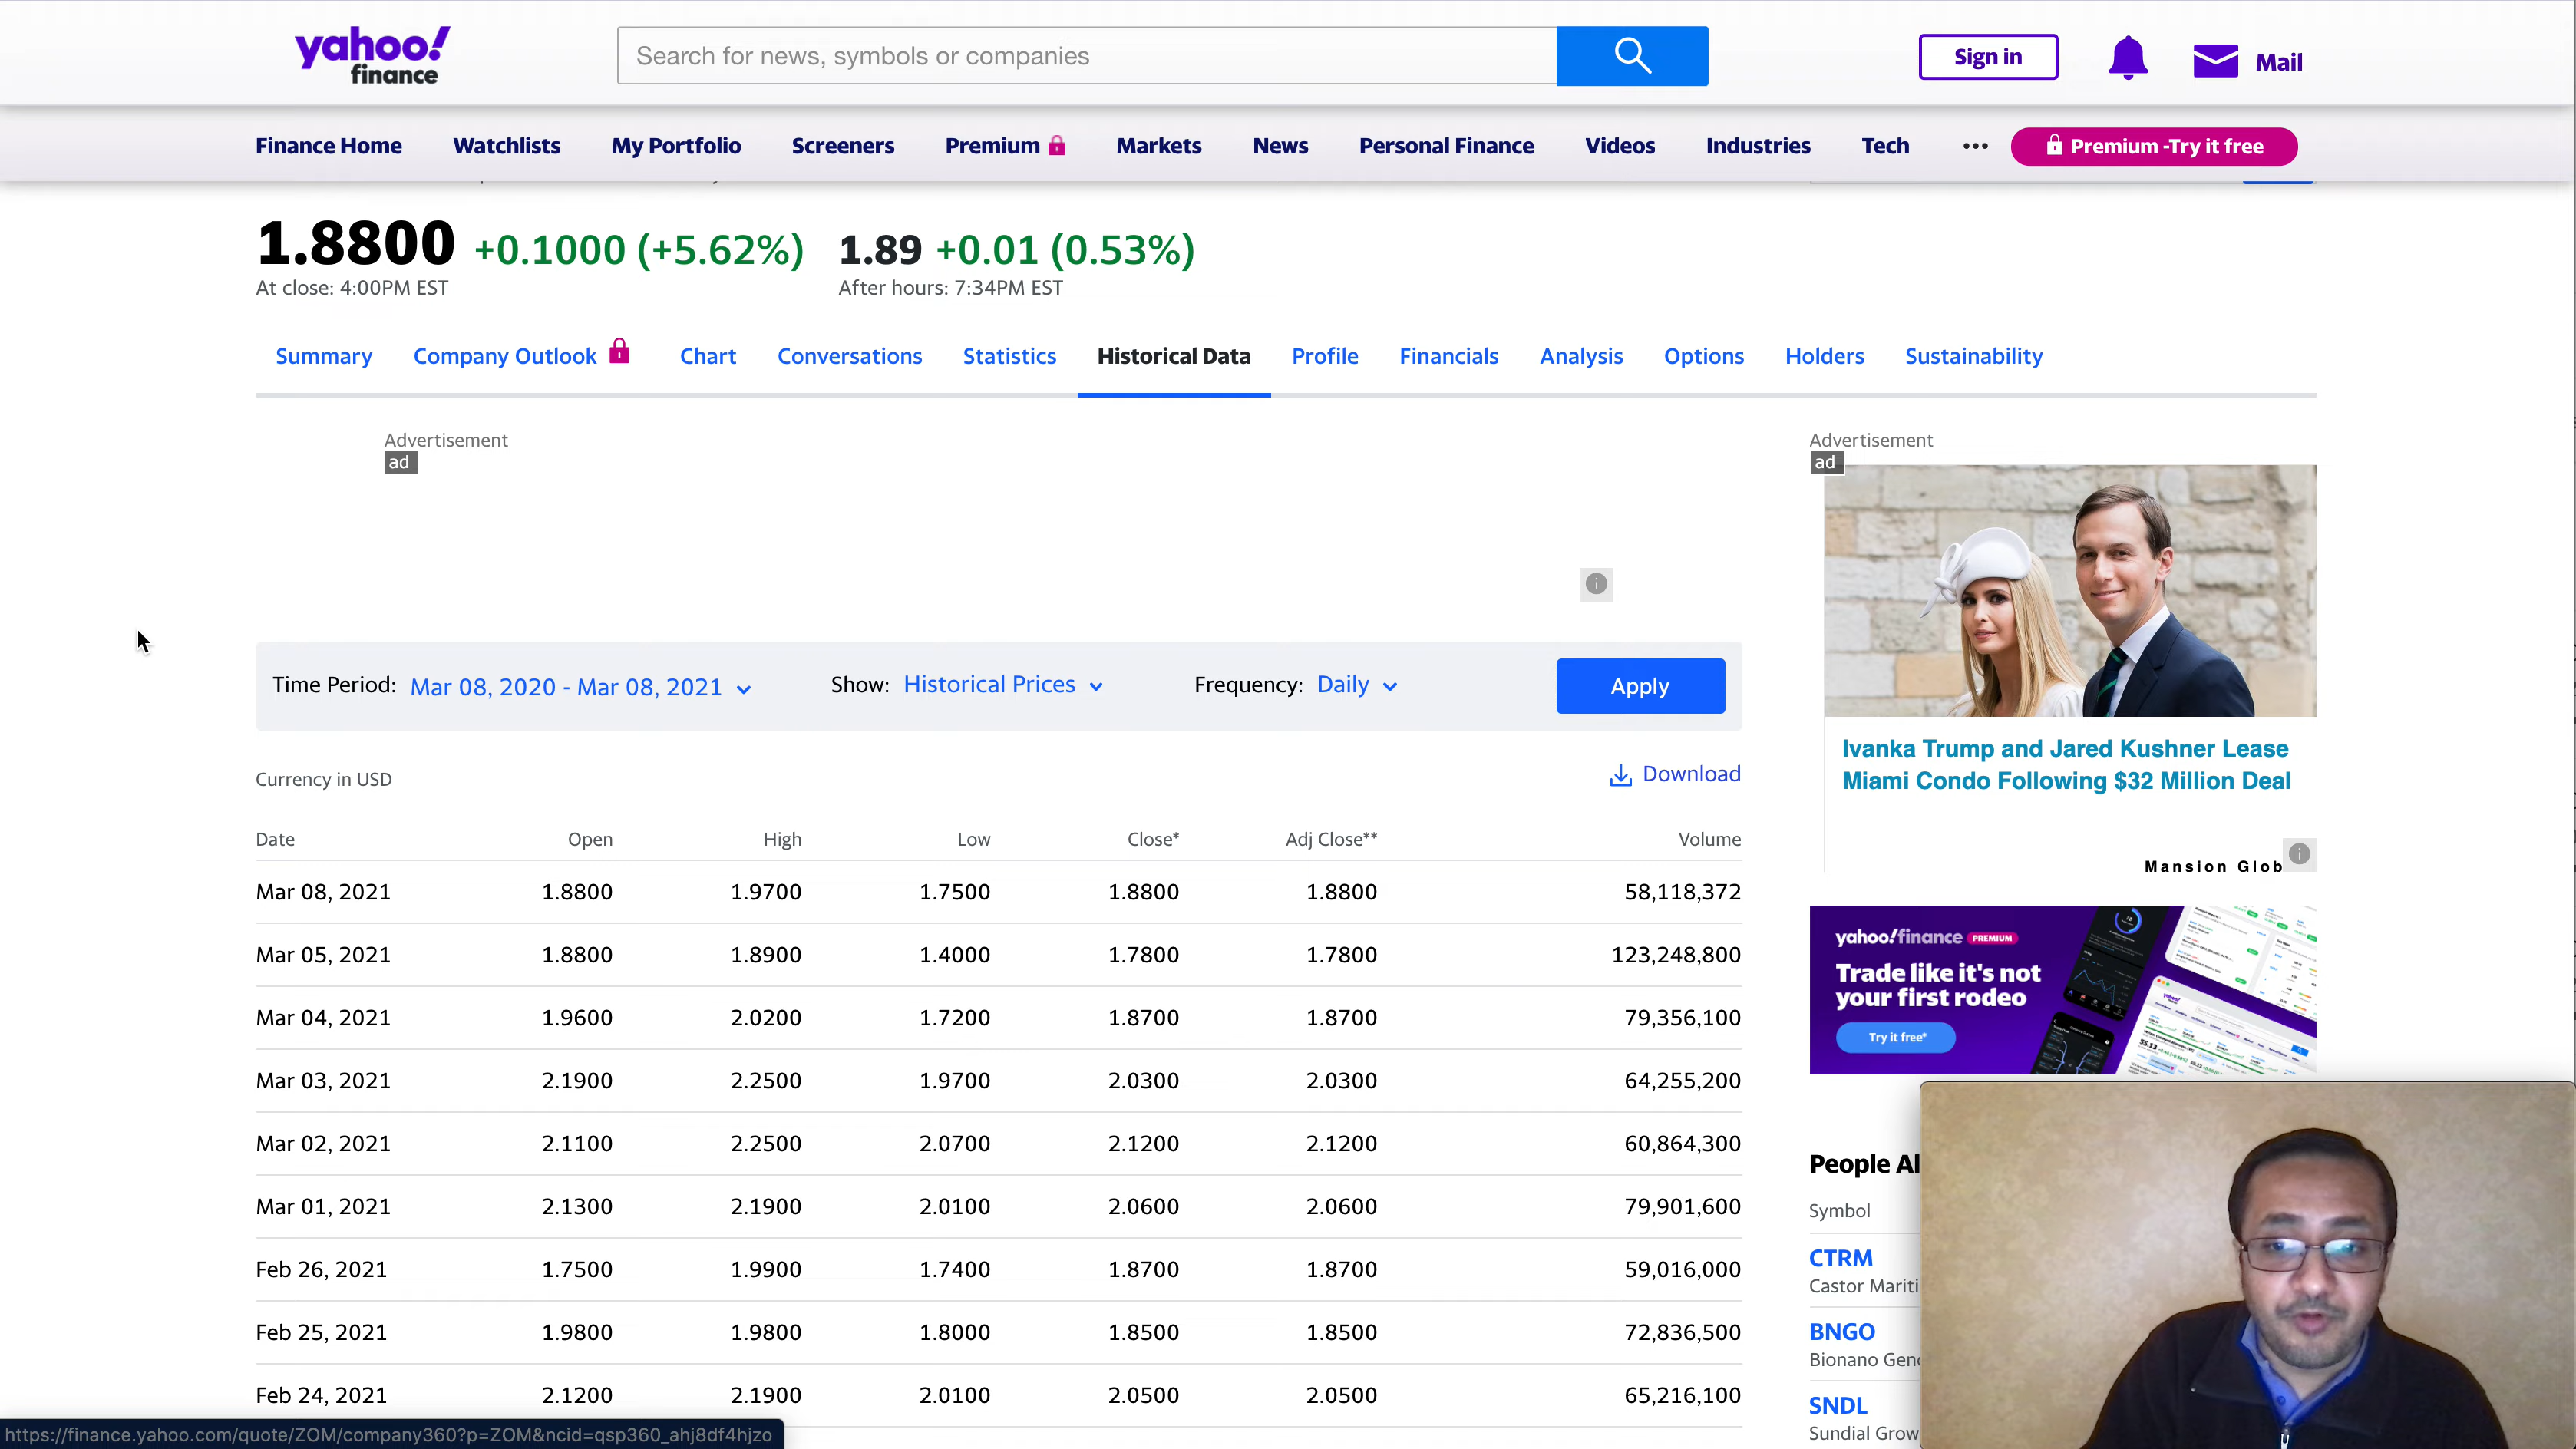 yahoo!
finance
Search for news, symbols or companies
Sign in
Mail
Finance Home Watchlists My Portfolio Screeners Premium Markets News Personal Finance Videos Industries Tech ••• Premium -Try it free
1.8800 +0.1000 (+5.62%) 1.89 +0.01 (0.53%)
At close: 4:00PM EST After hours: 7:34PM EST
Summary Company Outlook Chart Conversations Statistics Historical Data Profile Financials Analysis Options Holders Sustainability
Advertisement
ad
Advertisement
ad
Time Period: Mar 08, 2020 - Mar 08, 2021 Show: Historical Prices Frequency: Daily Apply
Currency in USD Download
Date Open High Low Close* Adj Close** Volume
Mar 08, 2021 1.8800 1.9700 1.7500 1.8800 1.8800 58,118,372
Mar 05, 2021 1.8800 1.8900 1.4000 1.7800 1.7800 123,248,800
Mar 04, 2021 1.9600 2.0200 1.7200 1.8700 1.8700 79,356,100
Mar 03, 2021 2.1900 2.2500 1.9700 2.0300 2.0300 64,255,200
Mar 02, 2021 2.1100 2.2500 2.0700 2.1200 2.1200 60,864,300
Mar 01, 2021 2.1300 2.1900 2.0100 2.0600 2.0600 79,901,600
Feb 26, 2021 1.7500 1.9900 1.7400 1.8700 1.8700 59,016,000
Feb 25, 2021 1.9800 1.9800 1.8000 1.8500 1.8500 72,836,500
Feb 24, 2021 2.1200 2.1900 2.0100 2.0500 2.0500 65,216,100
Ivanka Trump and Jared Kushner Lease
Miami Condo Following $32 Million Deal
Mansion Glob
yahoo!finance PREMIUM
Trade like it's not
your first rodeo
Try it free*
People Al
Symbol
CTRM
Castor Mariti
BNGO
Bionano Gen
SNDL
Sundial Grow
https://finance.yahoo.com/quote/ZOM/company360?p=ZOM&ncid=qsp360_ahj8df4hjzo